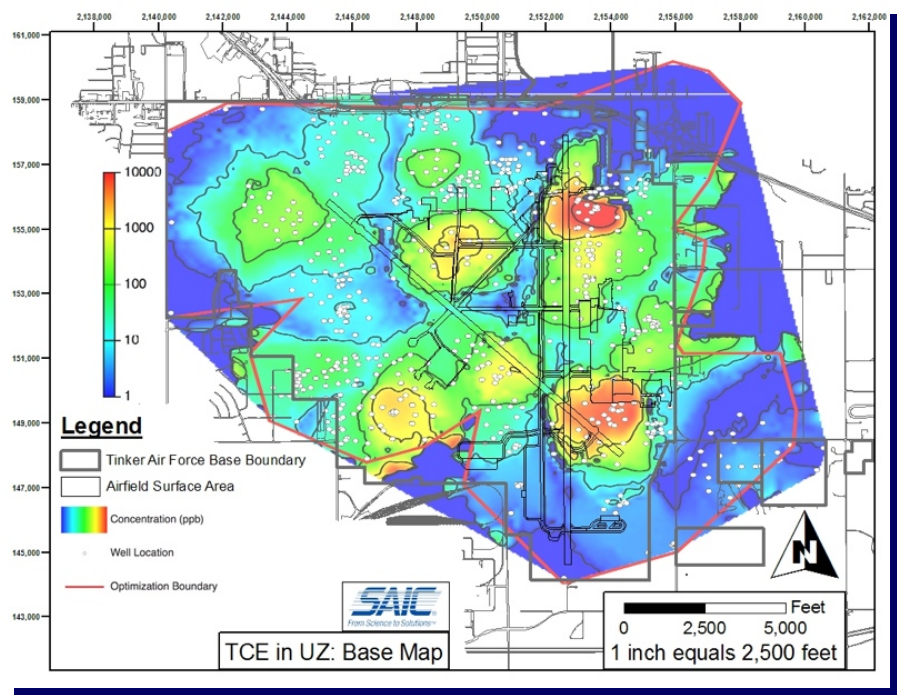 2,138,000 2,140,000 2,142,000 2,144,000 2,146,000 2,148,000 2,150,000 2,152,000 2,154,000 2,156,000 2,158,000 2,160,000 2,162,000
161,000
159,000
157,000
155,000
153,000
151,000
149,000
147,000
145,000
143,000
10000
1000
100
10
1
Legend
Tinker Air Force Base Boundary
Airfield Surface Area
Concentration (ppb)
Well Location
Optimization Boundary
SAIC
From Science to Solutions
TCE in UZ: Base Map
N
Feet
0 2,500 5,000
1 inch equals 2,500 feet